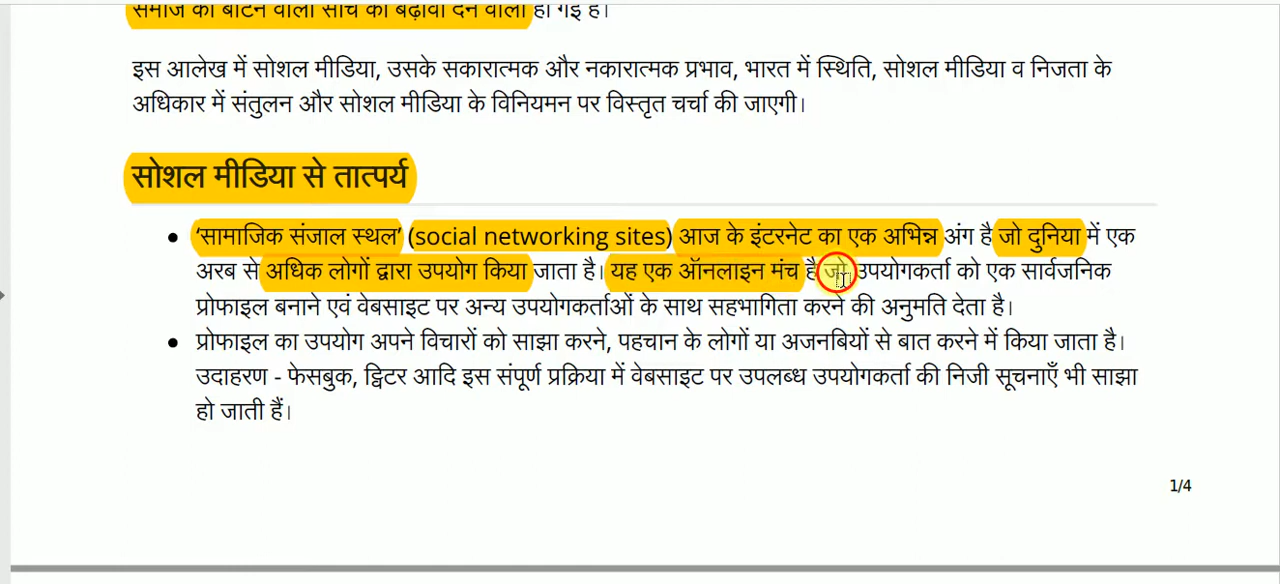 समाज को बाँटने वाली सोच को बढ़ावा देने वाली हो गई है।
इस आलेख में सोशल मीडिया, उसके सकारात्मक और नकारात्मक प्रभाव, भारत में स्थिति, सोशल मीडिया व निजता के
अधिकार में संतुलन और सोशल मीडिया के विनियमन पर विस्तृत चर्चा की जाएगी।
सोशल मीडिया से तात्पर्य
● ‘सामाजिक संजाल स्थल’ (social networking sites) आज के इंटरनेट का एक अभिन्न अंग है जो दुनिया में एक
अरब से अधिक लोगों द्वारा उपयोग किया जाता है। यह एक ऑनलाइन मंच है जो उपयोगकर्ता को एक सार्वजनिक
प्रोफाइल बनाने एवं वेबसाइट पर अन्य उपयोगकर्ताओं के साथ सहभागिता करने की अनुमति देता है।
● प्रोफाइल का उपयोग अपने विचारों को साझा करने, पहचान के लोगों या अजनबियों से बात करने में किया जाता है।
उदाहरण - फेसबुक, ट्विटर आदि इस संपूर्ण प्रक्रिया में वेबसाइट पर उपलब्ध उपयोगकर्ता की निजी सूचनाएँ भी साझा
हो जाती हैं।
1/4